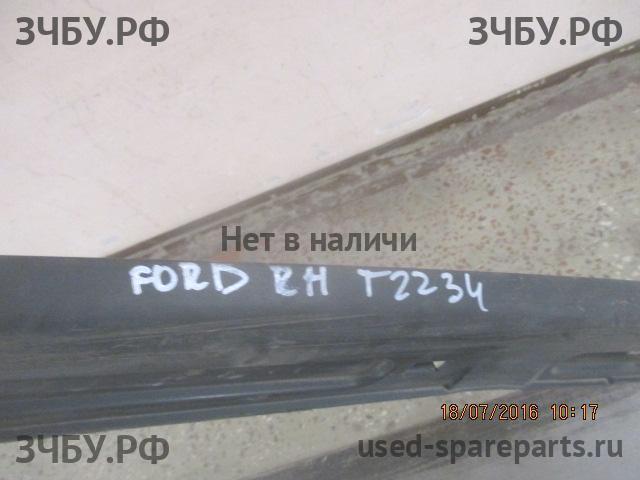 ЗЧБУ.РФ ЗЧБУ.РФ
Нет в наличи
FORD RH T2234
18/07/2016 10:17
ЗЧБУ.РФ used-spareparts.ru